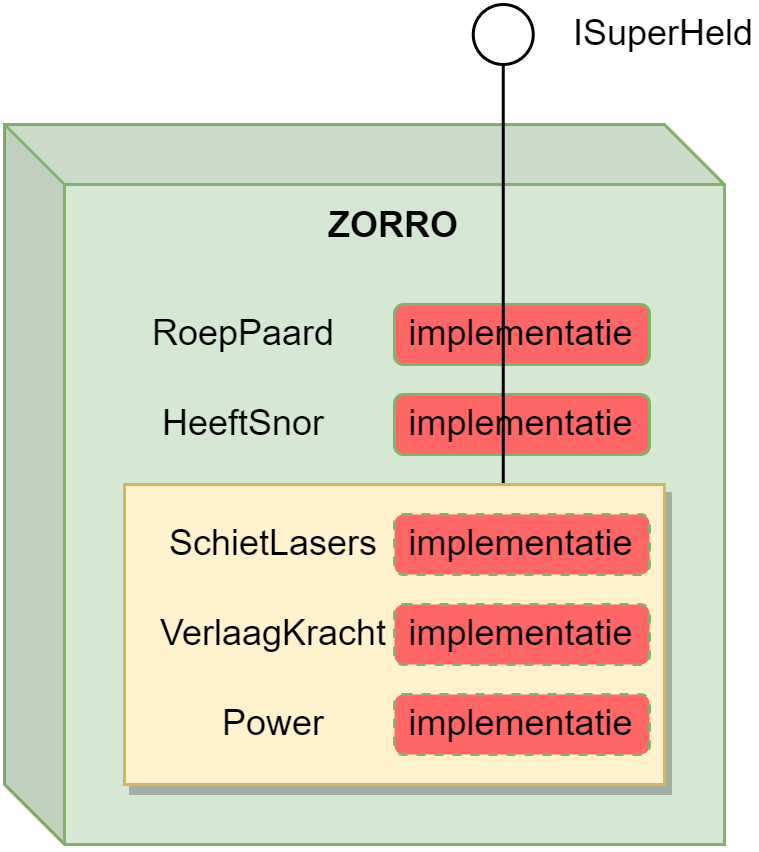 ISuperHeld
ZORRO
RoepPaard implementatie
HeeftSnor implementatie
SchietLasers implementatie
VerlaagKracht implementatie
Power implementatie